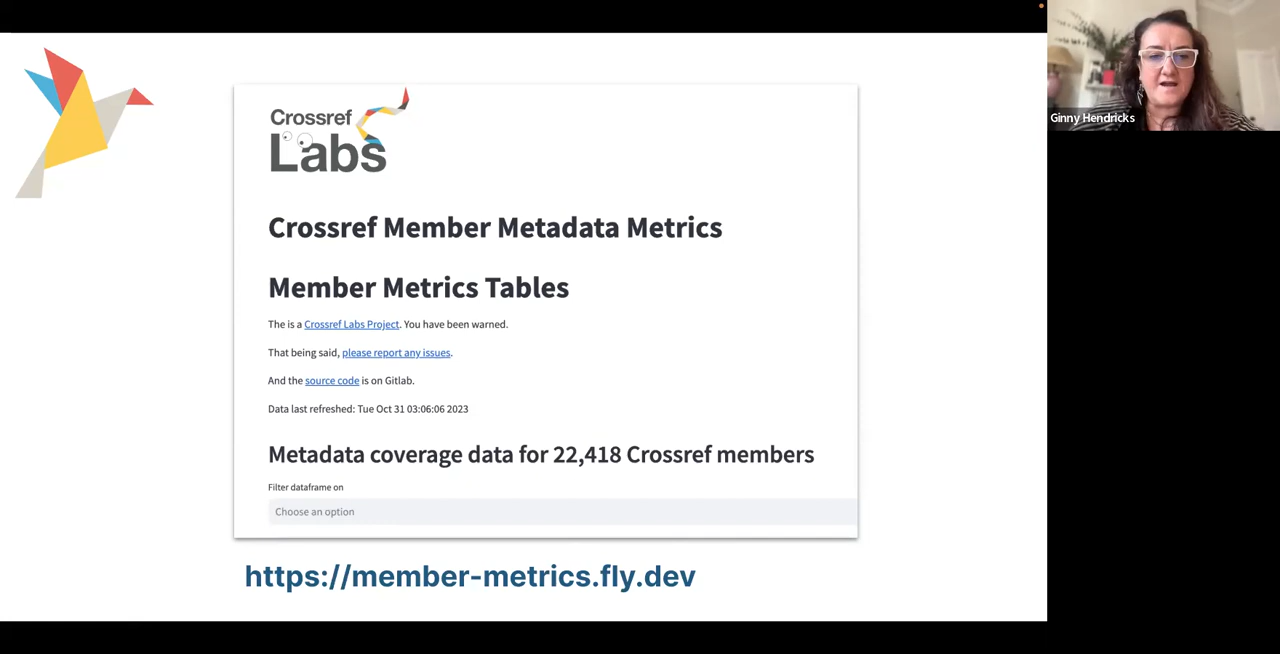 Crossref
Labs
Crossref Member Metadata Metrics
Member Metrics Tables
The is a Crossref Labs Project. You have been warned.
That being said, please report any issues.
And the source code is on Gitlab.
Data last refreshed: Tue Oct 31 03:06:06 2023
Metadata coverage data for 22,418 Crossref members
Filter dataframe on
Choose an option
https://member-metrics.fly.dev
Ginny Hendricks